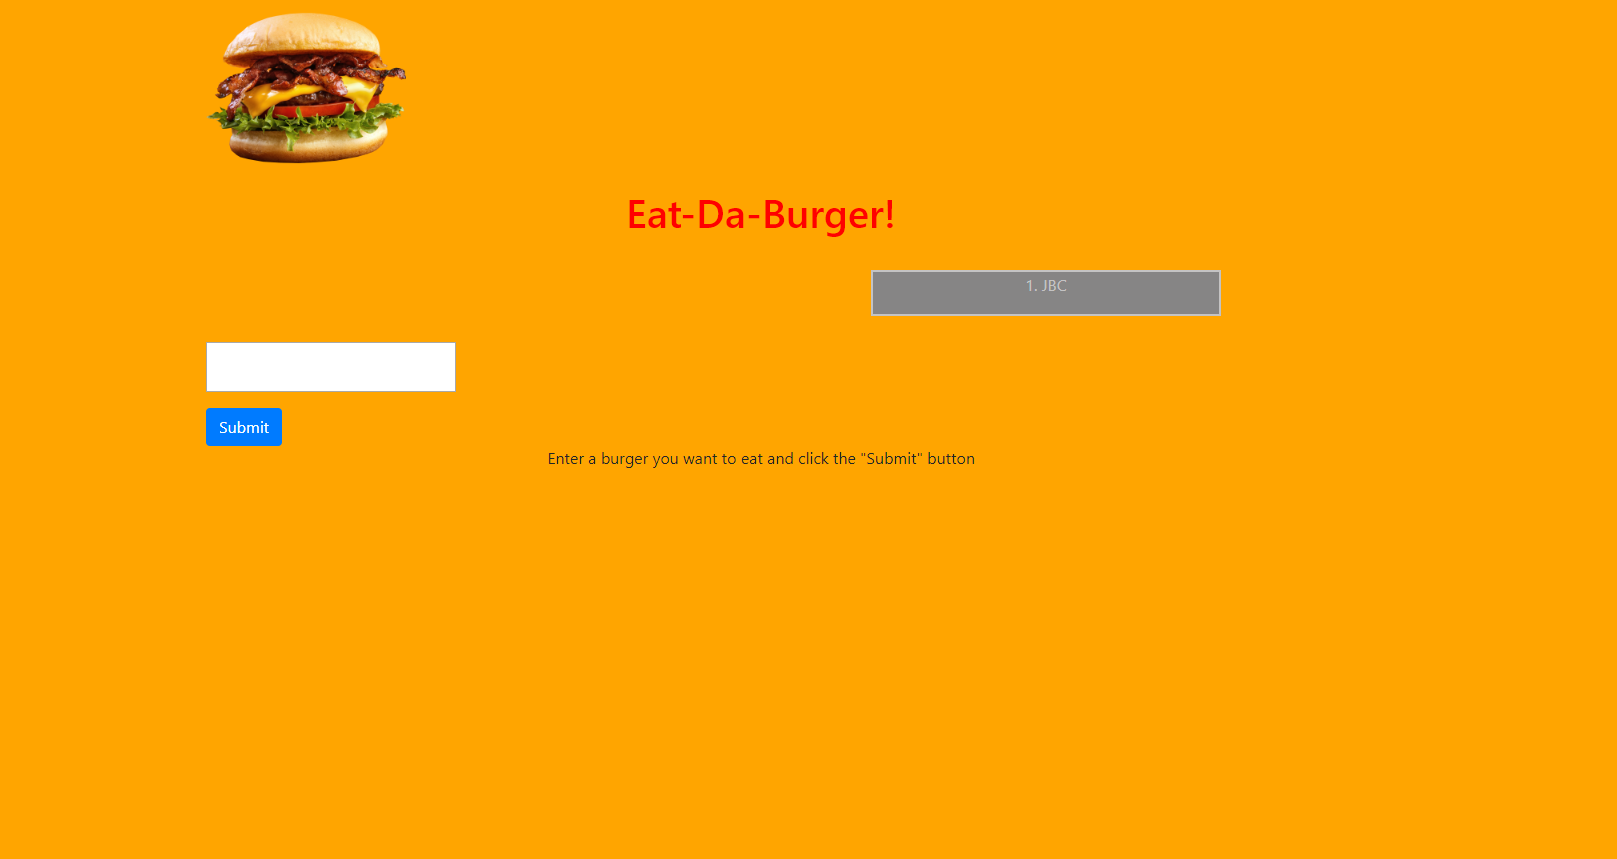 Eat-Da-Burger!
1. JBC
Submit
Enter a burger you want to eat and click the "Submit" button